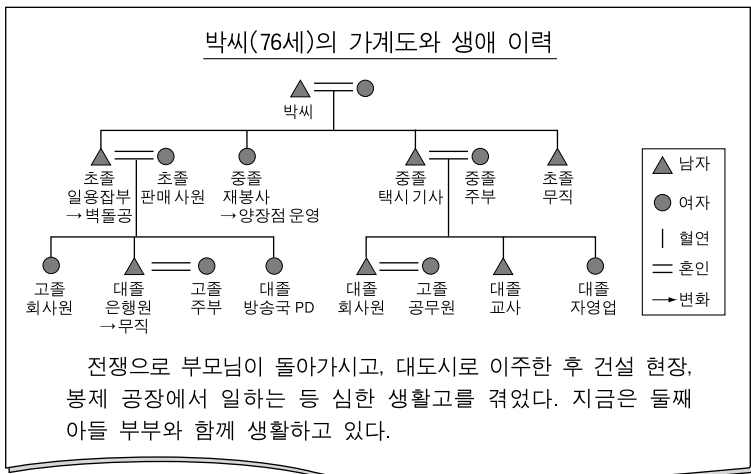 박씨(76세)의 가계도와 생애 이력
박씨
초졸 초졸 중졸 중졸 중졸 초졸
일용잡부 판매 사원 재봉사 택시 기사 주부 무직
→벽돌공 →양장점 운영
고졸 대졸 고졸 대졸 대졸 고졸 대졸 대졸
회사원 은행원 주부 방송국 PD 회사원 공무원 교사 자영업
→무직
남자
여자
혈연
혼인
변화
전쟁으로 부모님이 돌아가시고, 대도시로 이주한 후 건설 현장,
봉제 공장에서 일하는 등 심한 생활고를 겪었다. 지금은 둘째
아들 부부와 함께 생활하고 있다.